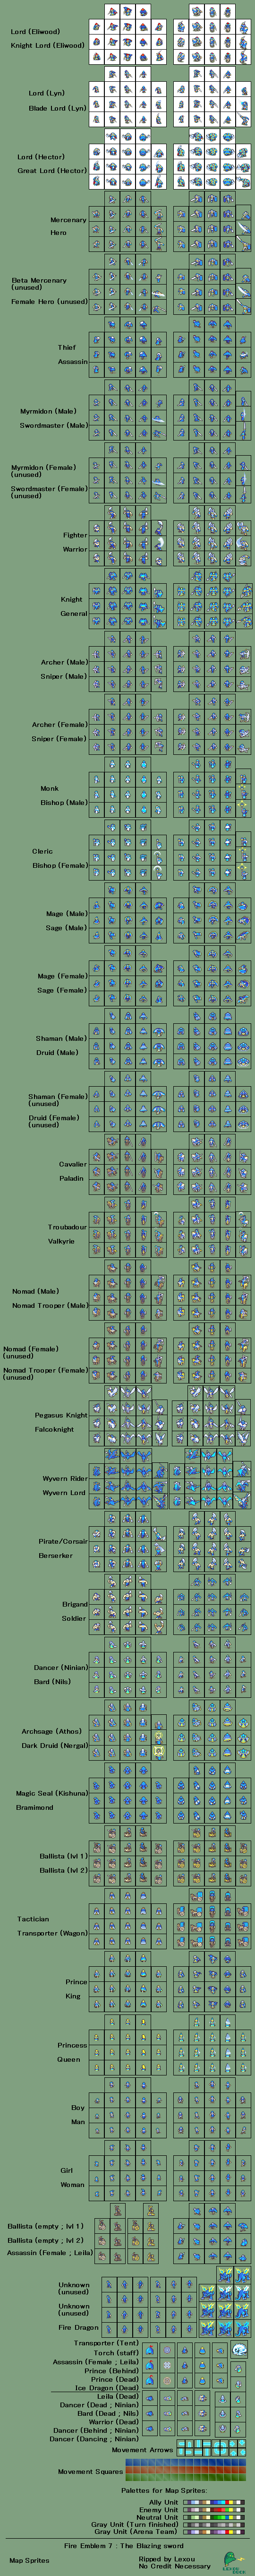 Lord (Eliwood)
Knight Lord (Eliwood)
Lord (Lyn)
Blade Lord (Lyn)
Lord (Hector)
Great Lord (Hector)
Mercenary
Hero
Beta Mercenary
(unused)
Female Hero (unused)
Thief
Assassin
Myrmidon (Male)
Swordmaster (Male)
Myrmidon (Female)
(unused)
Swordmaster (Female)
(unused)
Fighter
Warrior
Knight
General
Archer (Male)
Sniper (Male)
Archer (Female)
Sniper (Female)
Monk
Bishop (Male)
Cleric
Bishop (Female)
Mage (Male)
Sage (Male)
Mage (Female)
Sage (Female)
Shaman (Male)
Druid (Male)
Shaman (Female)
(unused)
Druid (Female)
(unused)
Cavalier
Paladin
Troubadour
Valkyrie
Nomad (Male)
Nomad Trooper (Male)
Nomad (Female)
(unused)
Nomad Trooper (Female)
(unused)
Pegasus Knight
Falcoknight
Wyvern Rider
Wyvern Lord
Pirate/Corsair
Berserker
Brigand
Soldier
Dancer (Ninian)
Bard (Nils)
Archsage (Athos)
Dark Druid (Nergal)
Magic Seal (Kishuna)
Bramimond
Ballista (lvl 1)
Ballista (lvl 2)
Tactician
Transporter (Wagon)
Prince
King
Princess
Queen
Boy
Man
Girl
Woman
Ballista (empty ; lvl 1)
Ballista (empty ; lvl 2)
Assassin (Female ; Leila)
Unknown
(unused)
Unknown
(unused)
Fire Dragon
Transporter (Tent)
Torch (staff)
Assassin (Female ; Leila)
Prince (Behind)
Prince (Dead)
Ice Dragon (Dead)
Leila (Dead)
Dancer (Dead ; Ninian)
Bard (Dead ; Nils)
Warrior (Dead)
Dancer (Behind ; Ninian)
Dancer (Dancing ; Ninian)
Movement Arrows
Movement Squares
Palettes for Map Sprites:
Ally Unit
Enemy Unit
Neutral Unit
Gray Unit (Turn finished)
Gray Unit (Arena Team)
Fire Emblem 7 : The Blazing sword
Map Sprites
Ripped by Lexou
No Credit Necessary